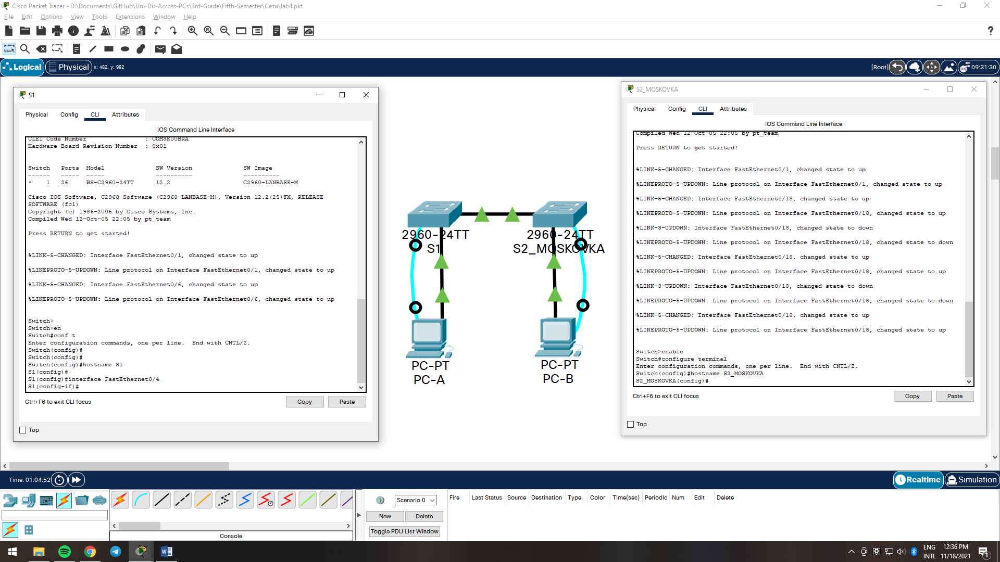 Cisco Packet Tracer - D:\Documents\GitHub\Uni-Dir-Across-PCs\3rd-Grade\Fifth-Semester\Сети\lab4.pkt
File Edit Options View Tools Extensions Window Help
Logical Physical x: 482, y: 992
[Root] 09:31:30
S1
Physical Config CLI Attributes
IOS Command Line Interface
CLEI Code Number : COM3K00BRA
Hardware Board Revision Number : 0x01
Switch Ports Model SW Version SW Image
------ ----- ----- ---------- ----------
* 1 26 WS-C2960-24TT 12.2 C2960-LANBASE-M
Cisco IOS Software, C2960 Software (C2960-LANBASE-M), Version 12.2(25)FX, RELEASE
SOFTWARE (fc1)
Copyright (c) 1986-2005 by Cisco Systems, Inc.
Compiled Wed 12-Oct-05 22:05 by pt_team
Press RETURN to get started!
%LINK-5-CHANGED: Interface FastEthernet0/1, changed state to up
%LINEPROTO-5-UPDOWN: Line protocol on Interface FastEthernet0/1, changed state to up
%LINK-5-CHANGED: Interface FastEthernet0/6, changed state to up
%LINEPROTO-5-UPDOWN: Line protocol on Interface FastEthernet0/6, changed state to up
Switch>
Switch>en
Switch#conf t
Enter configuration commands, one per line. End with CNTL/Z.
Switch(config)#
Switch(config)#
Switch(config)#hostname S1
S1(config)#
S1(config)#interface FastEthernet0/4
S1(config-if)#
Ctrl+F6 to exit CLI focus
Copy Paste
Top
2960-24TT
S1
2960-24TT
S2_MOSKOVKA
PC-PT
PC-A
PC-PT
PC-B
S2_MOSKOVKA
Physical Config CLI Attributes
IOS Command Line Interface
Compiled Wed 12-Oct-05 22:05 by pt_team
Press RETURN to get started!
%LINK-5-CHANGED: Interface FastEthernet0/1, changed state to up
%LINEPROTO-5-UPDOWN: Line protocol on Interface FastEthernet0/1, changed state to up
%LINK-5-CHANGED: Interface FastEthernet0/18, changed state to up
%LINEPROTO-5-UPDOWN: Line protocol on Interface FastEthernet0/18, changed state to up
%LINK-3-UPDOWN: Interface FastEthernet0/18, changed state to down
%LINEPROTO-5-UPDOWN: Line protocol on Interface FastEthernet0/18, changed state to down
%LINK-5-CHANGED: Interface FastEthernet0/18, changed state to up
%LINEPROTO-5-UPDOWN: Line protocol on Interface FastEthernet0/18, changed state to up
%LINK-3-UPDOWN: Interface FastEthernet0/18, changed state to down
%LINEPROTO-5-UPDOWN: Line protocol on Interface FastEthernet0/18, changed state to down
%LINK-5-CHANGED: Interface FastEthernet0/18, changed state to up
%LINEPROTO-5-UPDOWN: Line protocol on Interface FastEthernet0/18, changed state to up
Switch>enable
Switch#configure terminal
Enter configuration commands, one per line. End with CNTL/Z.
Switch(config)#hostname S2_MOSKOVKA
S2_MOSKOVKA(config)#
Ctrl+F6 to exit CLI focus
Copy Paste
Top
Time: 01:04:52
Realtime Simulation
Scenario 0
New Delete
Toggle PDU List Window
Fire Last Status Source Destination Type Color Time(sec) Periodic Num Edit Delete
Console
ENG
INTL
12:36 PM
11/18/2021
1